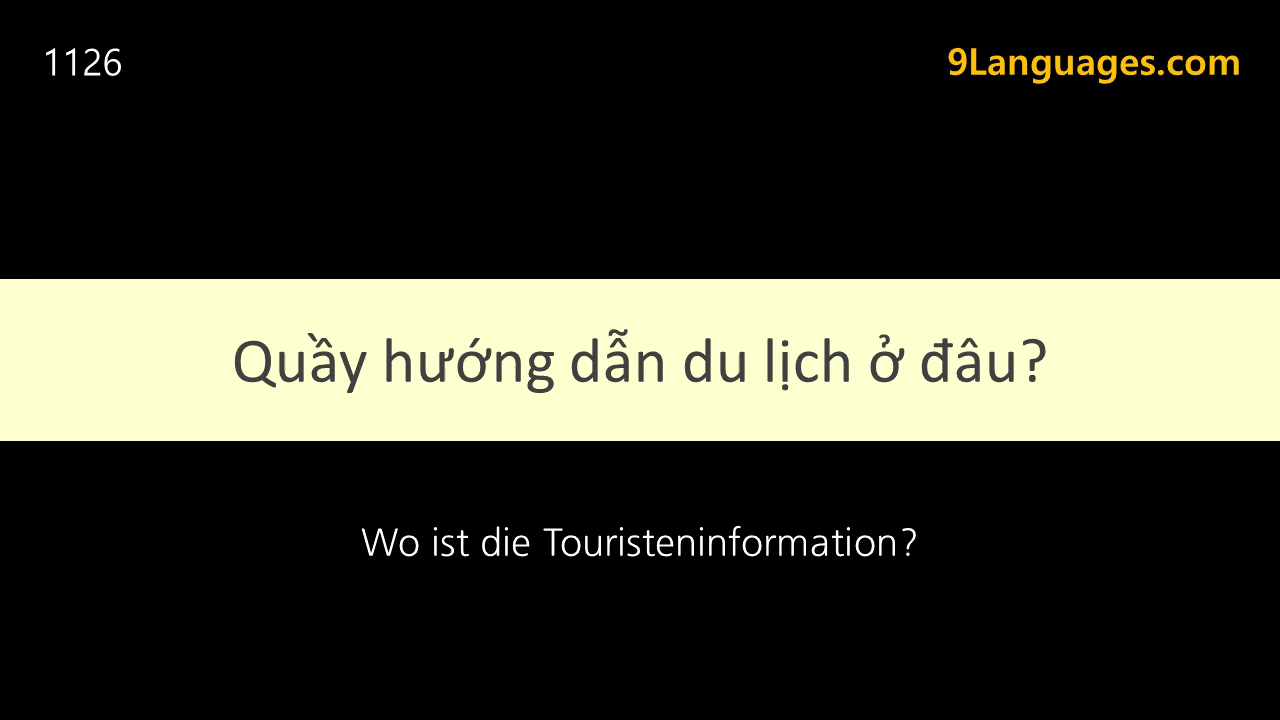 1126
9Languages.com
Quầy hướng dẫn du lịch ở đâu?
Wo ist die Touristeninformation?